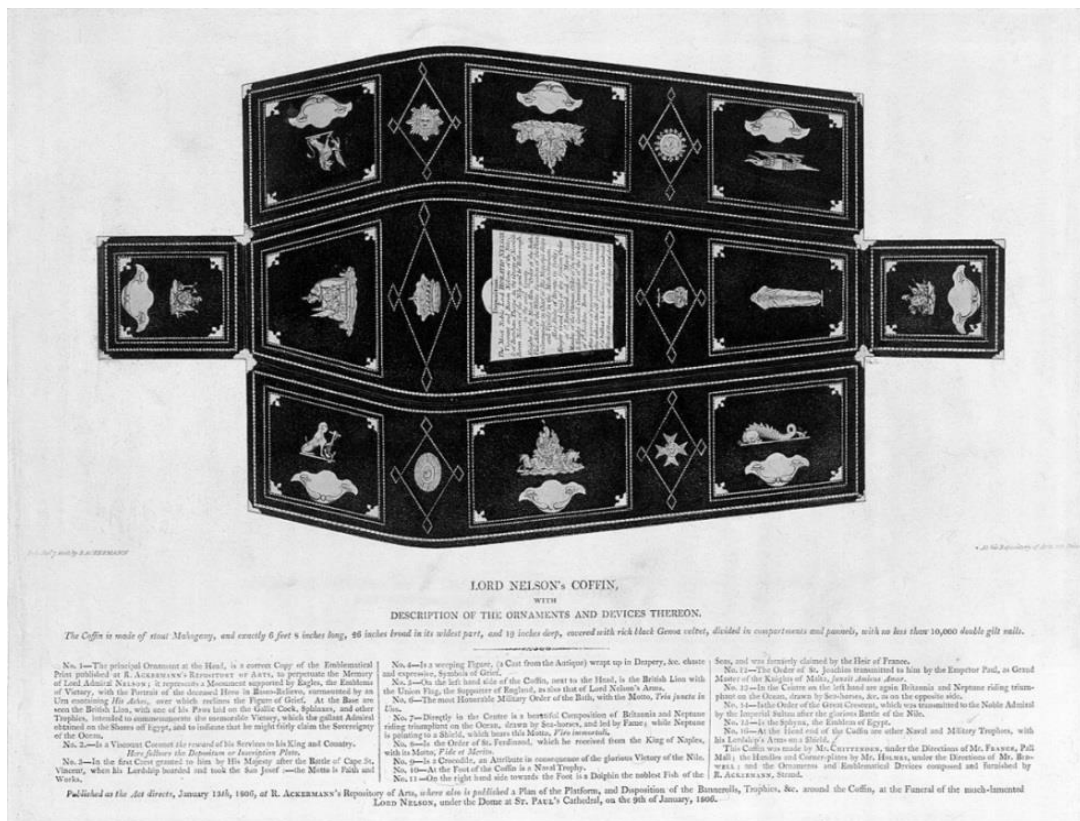 The Most Noble Lord HORATIO NELSON
by R. ACKERMANN
LORD NELSON's COFFIN,
WITH
DESCRIPTION OF THE ORNAMENTS AND DEVICES THEREON.
The Coffin is made of stout Mahogany, and exactly 6 feet 8 inches long, 26 inches broad in its widest part, and 19 inches deep, covered with rich black Genoa velvet, divided in compartments and pannels, with no less than 10,000 double gilt nails.
No. 1—The principal Ornament at the Head, is a correct Copy of the Emblematical
Print published at R. ACKERMANN's REPOSITORY OF ARTS, to perpetuate the Memory
of Lord Admiral NELSON; it represents a Monument supported by Eagles, the Emblems
of Victory, with the Portrait of the deceased Hero in Basso-Relievo, surmounted by an
Urn containing His Ashes, over which reclines the Figure of Grief. At the Base are
seen the British Lion, with one of his Paws laid on the Gallic Cock, Sphinxes, and other
Trophies, intended to commemorate the memorable Victory, which the gallant Admiral
obtained on the Shores of Egypt, and to indicate that he might fairly claim the Sovereignty
of the Ocean.
No. 2.—Is a Viscount Coronet the reward of his Services to his King and Country.
Here follows the Depositum or Inscription Plate.
No. 3—Is the first Crest granted to him by His Majesty after the Battle of Cape St.
Vincent, when his Lordship boarded and took the San Josef:—the Motto is Faith and
Works.
No. 4—Is a weeping Figure, (a Cast from the Antique) wrapt up in Drapery, &c. chaste
and expressive, Symbols of Grief.
No. 5—On the left hand side of the Coffin, next to the Head, is the British Lion with
the Union Flag, the Supporter of England, as also that of Lord Nelson's Arms.
No. 6—The most Honorable Military Order of the Bath, with the Motto, Tria juncta in
Uno.
No. 7—Directly in the Centre is a beautiful Composition of Britannia and Neptune
riding triumphant on the Ocean, drawn by Sea-horses, and led by Fame; while Neptune
is pointing to a Shield, which bears this Motto, Viro immortali.
No. 8—Is the Order of St. Ferdinand, which he received from the King of Naples,
with its Motto, Fide et Merito.
No. 9—Is a Crocodile, an Attribute in consequence of the glorious Victory of the Nile.
No. 10—At the Foot of the Coffin is a Naval Trophy.
No. 11—On the right hand side towards the Foot is a Dolphin the noblest Fish of the
Seas, and was formerly claimed by the Heir of France.
No. 12—The Order of St. Joachim transmitted to him by the Emperor Paul, as Grand
Master of the Knights of Malta, junxit Amicus Amor.
No. 13—In the Centre on the left hand are again Britannia and Neptune riding trium-
phant on the Ocean, drawn by Sea-horses, &c. as on the opposite side.
No. 14—Is the Order of the Great Crescent, which was transmitted to the Noble Admiral
by the Imperial Sultan after the glorious Battle of the Nile.
No. 15—Is the Sphynx, the Emblem of Egypt.
No. 16—At the Head end of the Coffin are other Naval and Military Trophies, with
his Lordship's Arms on a Shield.
This Coffin was made by Mr. CHITTENDEN, under the Directions of Mr. FRANCE, Pall
Mall; the Handles and Corner-plates by Mr. HOLMES, under the Directions of Mr. BID-
WELL; and the Ornaments and Emblematical Devices composed and furnished by
R. ACKERMANN, STRAND.
Published as the Act directs, January 13th, 1806, at R. ACKERMANN's Repository of Arts, where also is published a Plan of the Platform, and Disposition of the Bannerolls, Trophies, &c. around the Coffin, at the Funeral of the much-lamented
LORD NELSON, under the Dome at ST. PAUL's Cathedral, on the 9th of January, 1806.